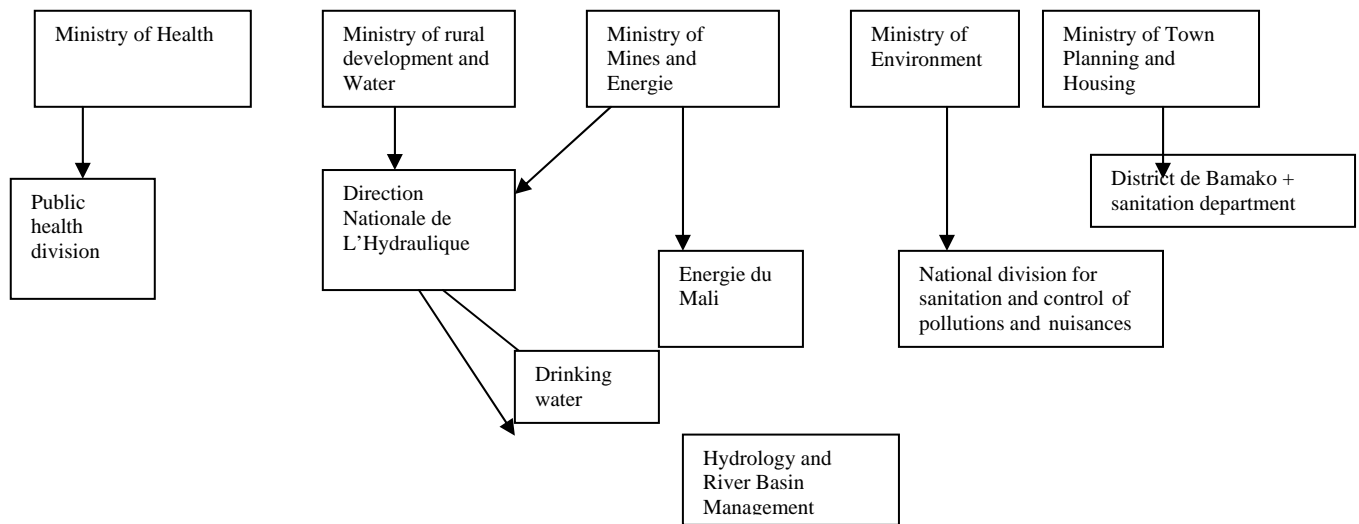 Ministry of Health
Ministry of rural
development and
Water
Ministry of
Mines and
Energie
Ministry of
Environment
Ministry of Town
Planning and
Housing
Public
health
division
Direction
Nationale de
L’Hydraulique
Energie du
Mali
National division for
sanitation and control of
pollutions and nuisances
District de Bamako +
sanitation department
Drinking
water
Hydrology and
River Basin
Management